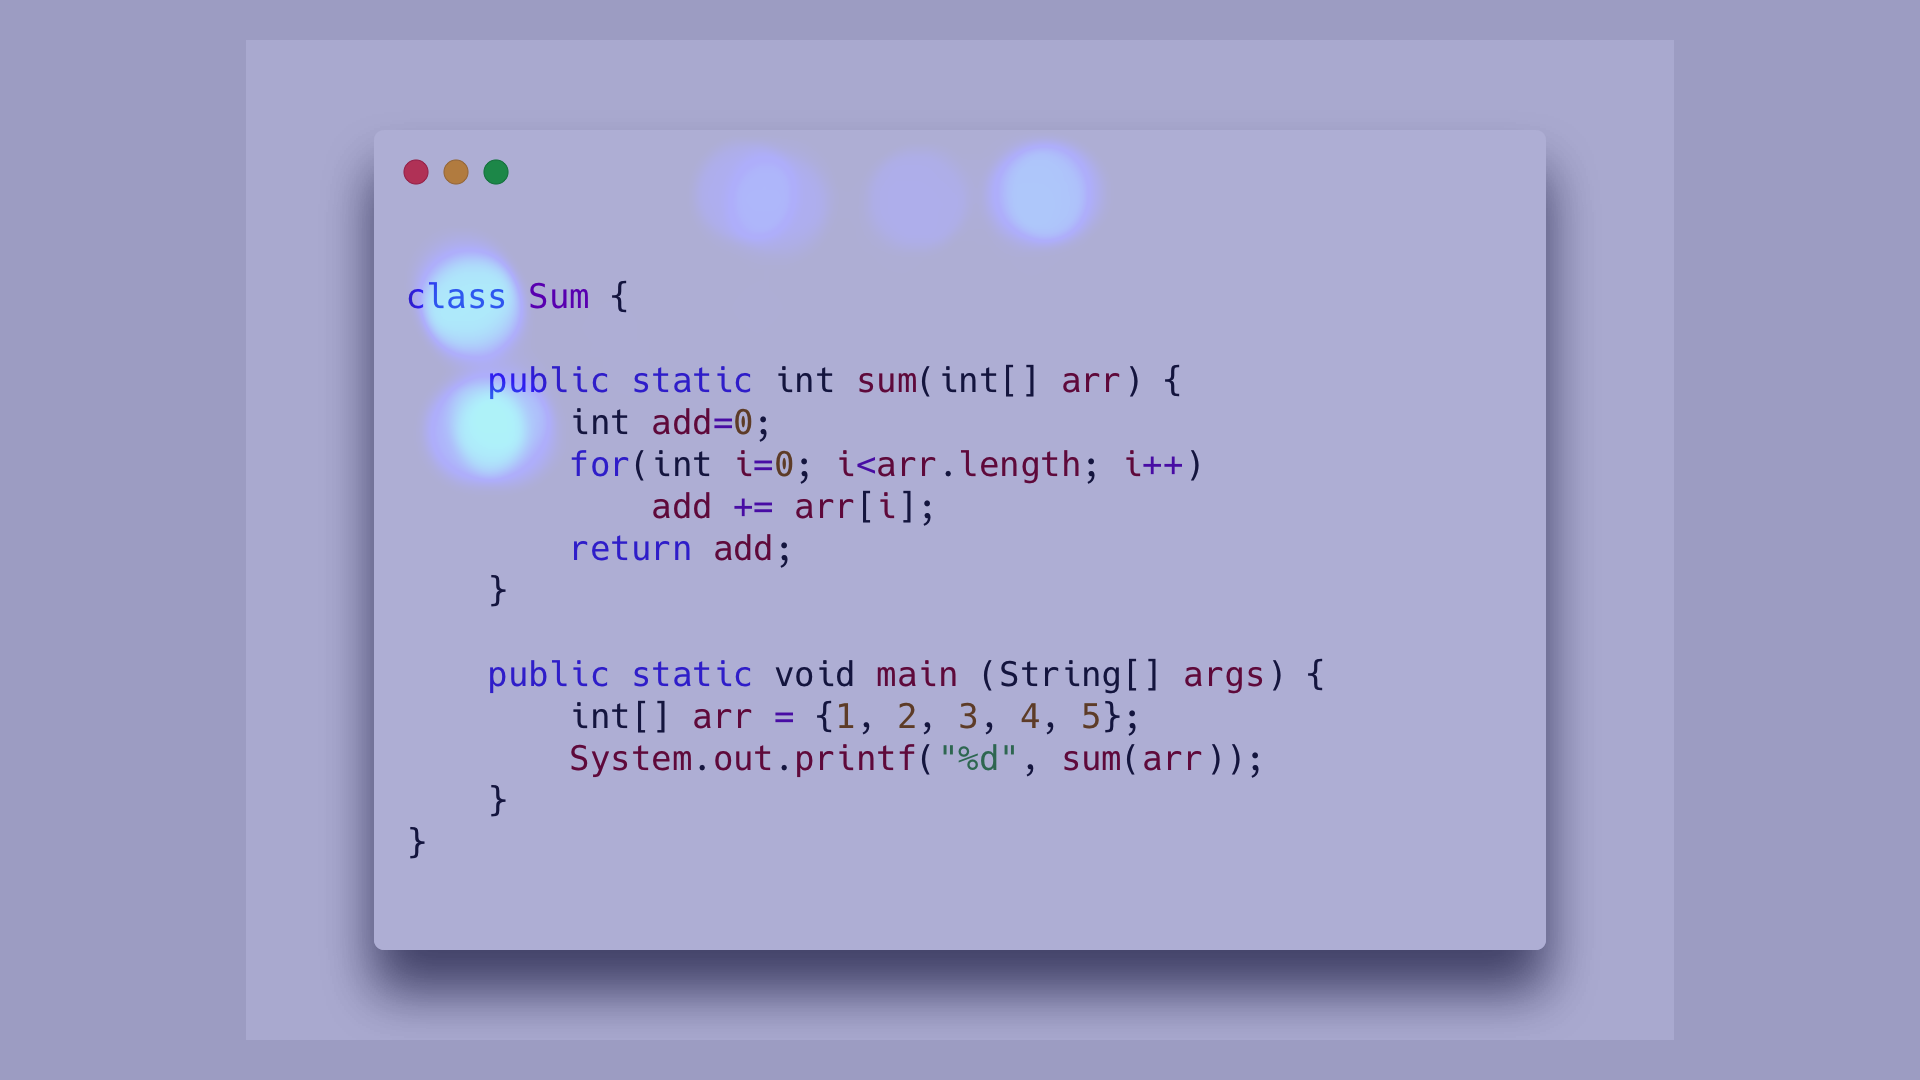 class Sum {
    public static int sum(int[] arr) {
        int add=0;
        for(int i=0; i<arr.length; i++)
            add += arr[i];
        return add;
    }
    public static void main (String[] args) {
        int[] arr = {1, 2, 3, 4, 5};
        System.out.printf("%d", sum(arr));
    }
}